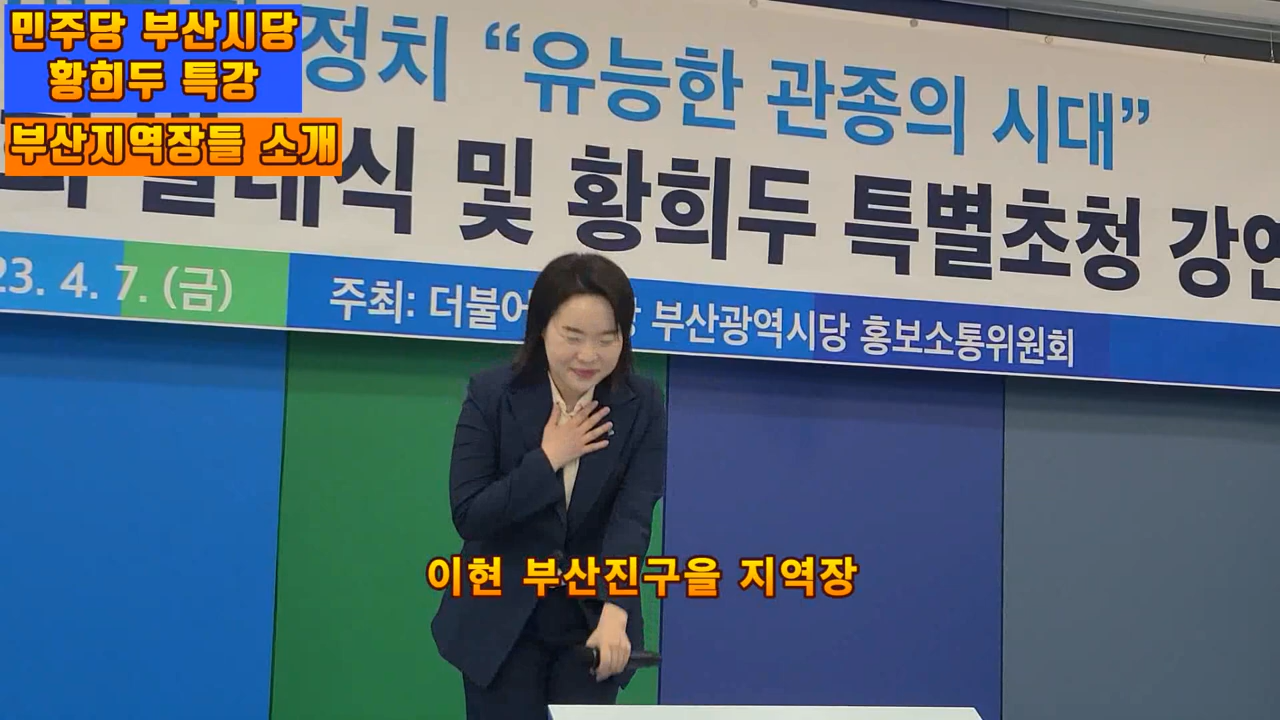 민주당 부산시당
황희두 특강
부산지역장들 소개
정치 “유능한 관종의 시대”
식 및 황희두 특별초청 강연
23. 4. 7. (금)
주최: 더불어 부산광역시당 홍보소통위원회
이현 부산진구을 지역장